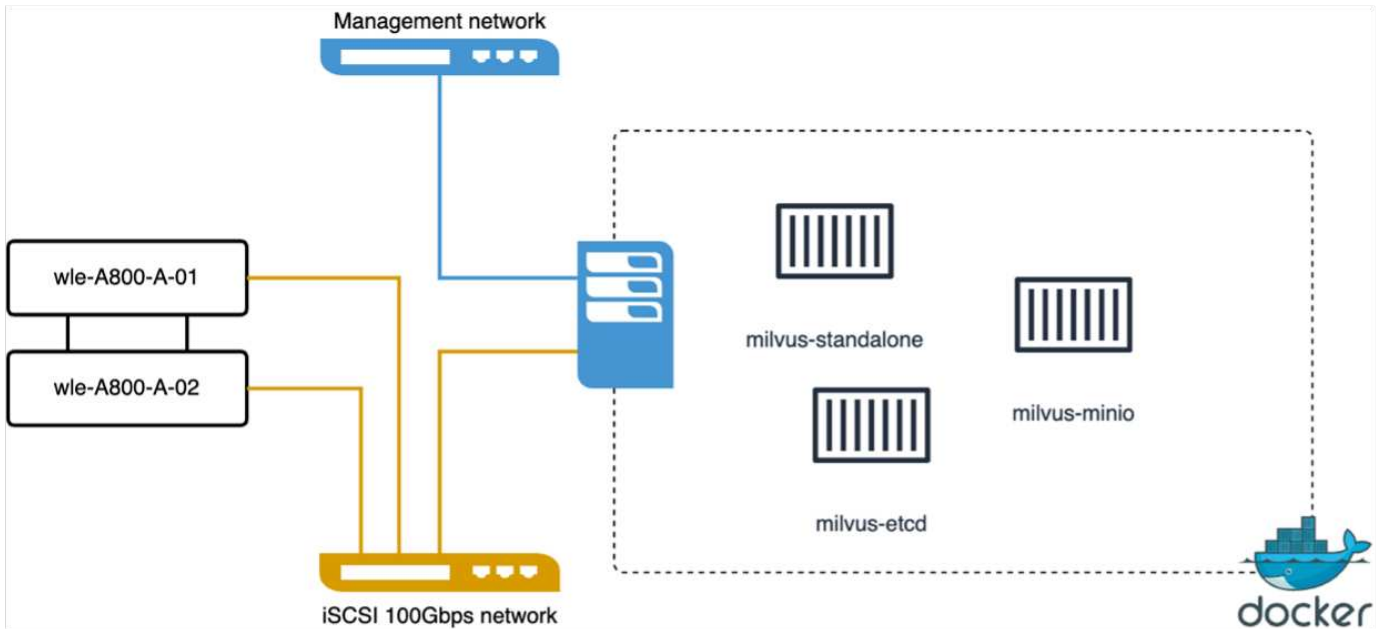 Management network
wle-A800-A-01
wle-A800-A-02
milvus-standalone
milvus-minio
milvus-etcd
iSCSI 100Gbps network
docker